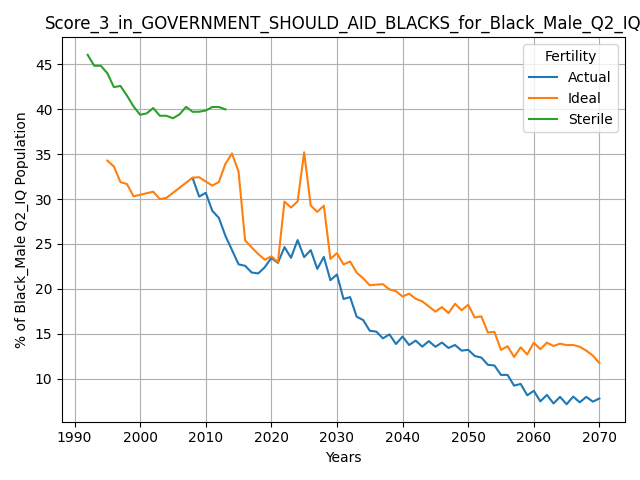 Score_3_in_GOVERNMENT_SHOULD_AID_BLACKS_for_Black_Male_Q2_IQ
Fertility
Actual
Ideal
Sterile
% of Black_Male Q2_IQ Population
45
40
35
30
25
20
15
10
1990 2000 2010 2020 2030 2040 2050 2060 2070
Years